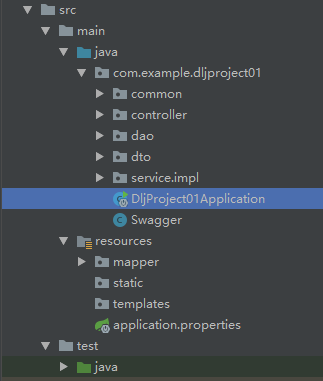 src
main
java
com.example.dljproject01
common
controller
dao
dto
service.impl
DljProject01Application
Swagger
resources
mapper
static
templates
application.properties
test
java